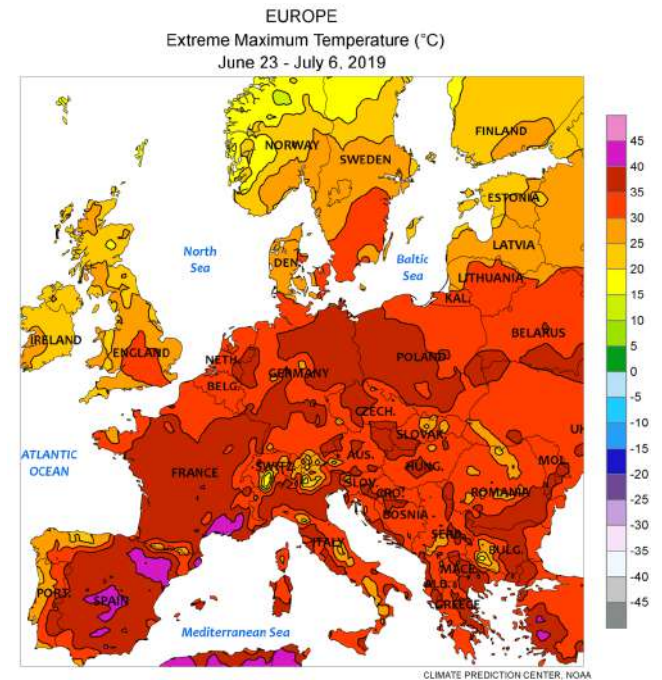 EUROPE
Extreme Maximum Temperature (°C)
June 23 - July 6, 2019
FINLAND
NORWAY
SWEDEN
ESTONIA
North
Sea
LATVIA
DEN.
Baltic
Sea
LITHUANIA
KAL.
BELARUS
IRELAND
ENGLAND
NETH.
BELG.
GERMANY
POLAND
CZECH.
SLOVAK.
UK
ATLANTIC
OCEAN
FRANCE
SWITZ.
AUS.
HUNG.
MOL.
SLOV.
CRO.
ROMANIA
BOSNIA
ITALY
SERB.
BULG.
PORT.
SPAIN
MACE.
ALB.
GREECE
Mediterranean Sea
45
40
35
30
25
20
15
10
5
0
-5
-10
-15
-20
-25
-30
-35
-40
-45
CLIMATE PREDICTION CENTER, NOAA